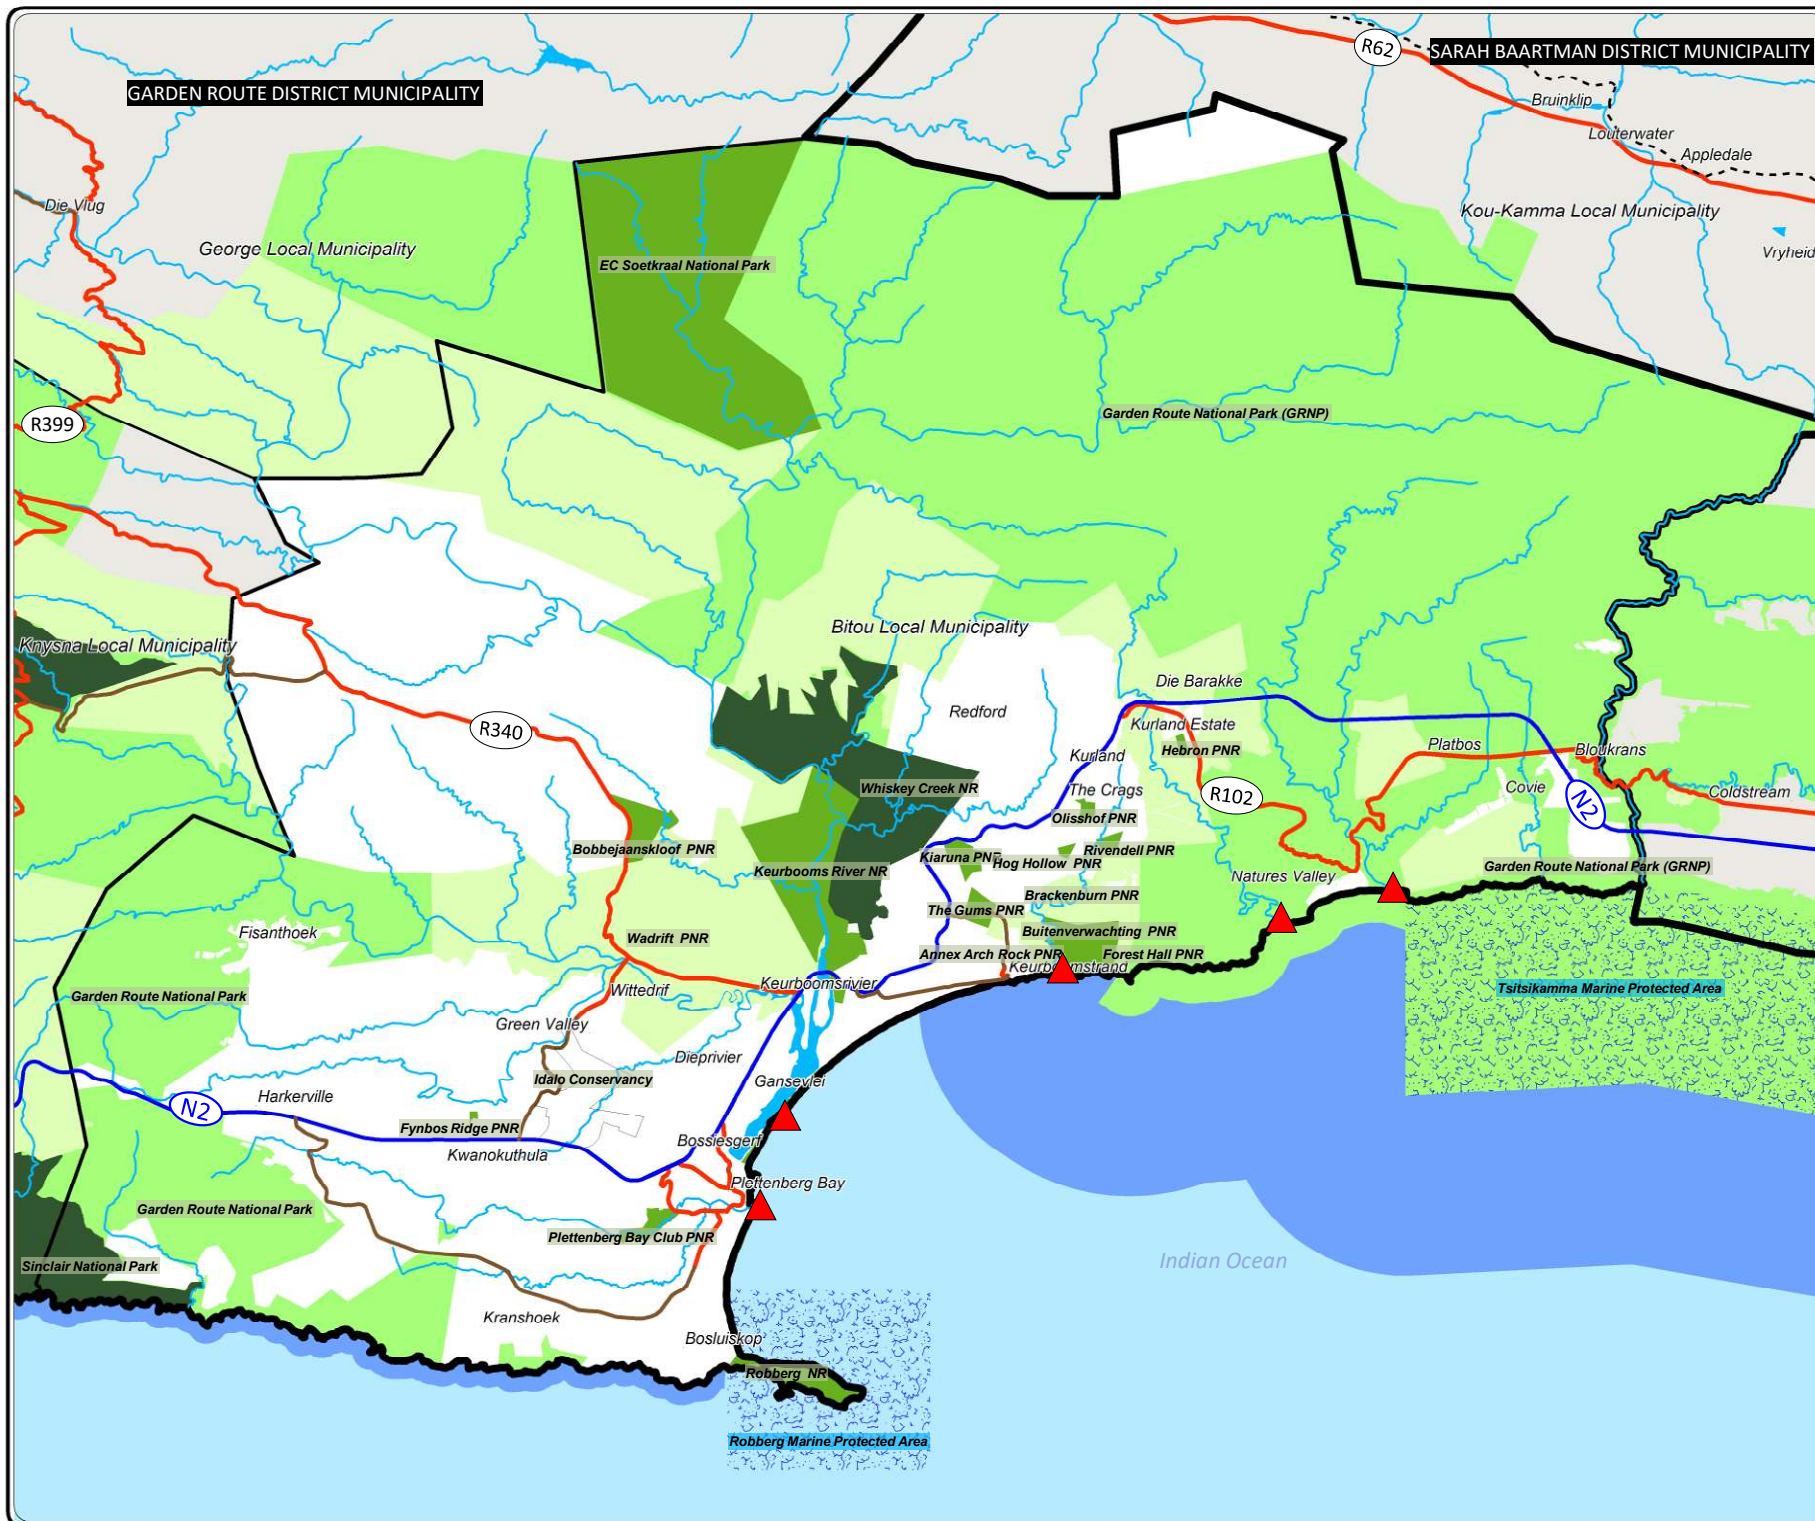 R62
SARAH BAARTMAN DISTRICT MUNICIPALITY
GARDEN ROUTE DISTRICT MUNICIPALITY
Bruinklip
Louterwater
Appledale
Die Vlug
Kou-Kamma Local Municipality
George Local Municipality
Vryheid
EC Soetkraal National Park
Garden Route National Park (GRNP)
R399
Bitou Local Municipality
Knysna Local Municipality
Die Barakke
Redford
Kurland Estate
R340
Hebron PNR
Platbos
Bloukrans
Kurland
Whiskey Creek NR
The Crags
R102
Covie
N2
Coldstream
Olisshof PNR
Bobbejaanskloof PNR
Kiaruna PNR
Rivendell PNR
Hog Hollow PNR
Keurbooms River NR
Garden Route National Park (GRNP)
Natures Valley
Brackenburn PNR
The Gums PNR
Fisanthoek
Wadrift PNR
Buitenverwachting PNR
Annex Arch Rock PNR
Forest Hall PNR
Keurboomstrand
Keurboomsrivier
Wittedrif
Tsitsikamma Marine Protected Area
Garden Route National Park
Green Valley
Dieprivier
Idalo Conservancy
Gansevlei
Harkerville
N2
Fynbos Ridge PNR
Bossiesgerf
Kwanokuthula
Plettenberg Bay
Garden Route National Park
Plettenberg Bay Club PNR
Sinclair National Park
Indian Ocean
Kranshoek
Bosluiskop
Robberg NR
Robberg Marine Protected Area